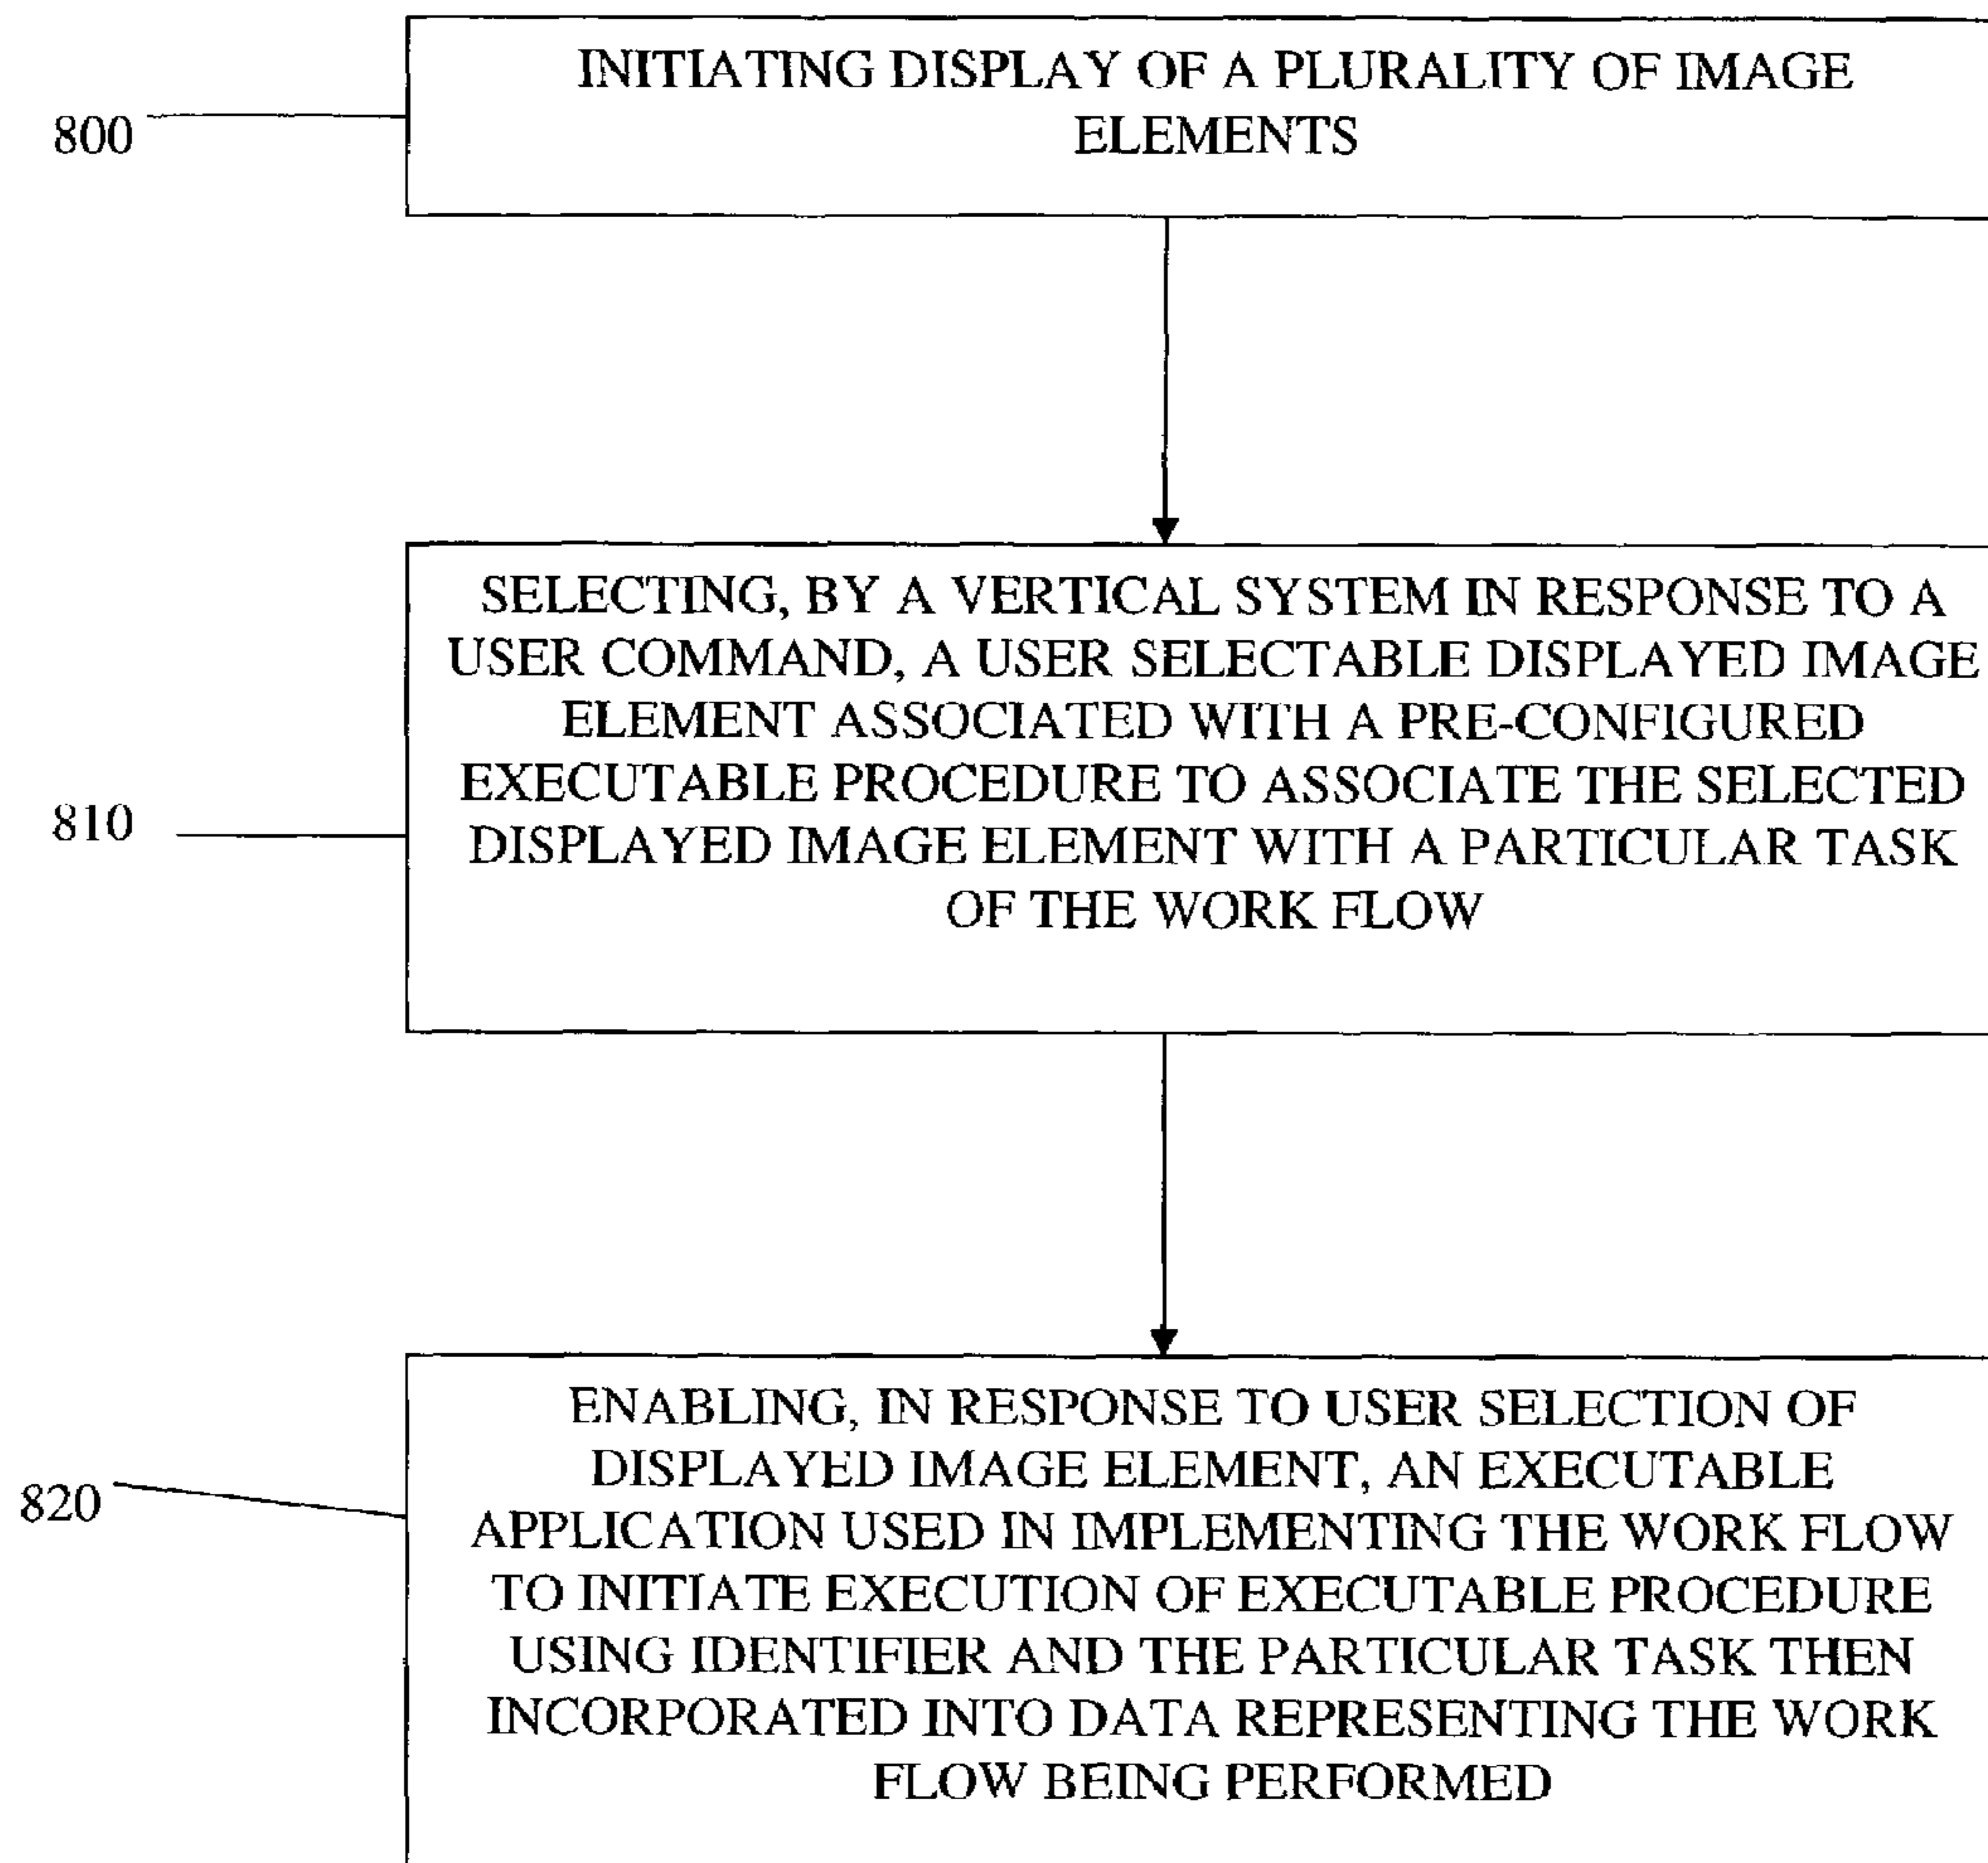 INITIATING DISPLAY OF A PLURALITY OF IMAGE
ELEMENTS
800
SELECTING, BY A VERTICAL SYSTEM IN RESPONSE TO A
USER COMMAND, A USER SELECTABLE DISPLAYED IMAGE
ELEMENT ASSOCIATED WITH A PRE-CONFIGURED
EXECUTABLE PROCEDURE TO ASSOCIATE THE SELECTED
DISPLAYED IMAGE ELEMENT WITH A PARTICULAR TASK
OF THE WORK FLOW
810
ENABLING, IN RESPONSE TO USER SELECTION OF
DISPLAYED IMAGE ELEMENT, AN EXECUTABLE
APPLICATION USED IN IMPLEMENTING THE WORK FLOW
TO INITIATE EXECUTION OF EXECUTABLE PROCEDURE
USING IDENTIFIER AND THE PARTICULAR TASK THEN
INCORPORATED INTO DATA REPRESENTING THE WORK
FLOW BEING PERFORMED
820